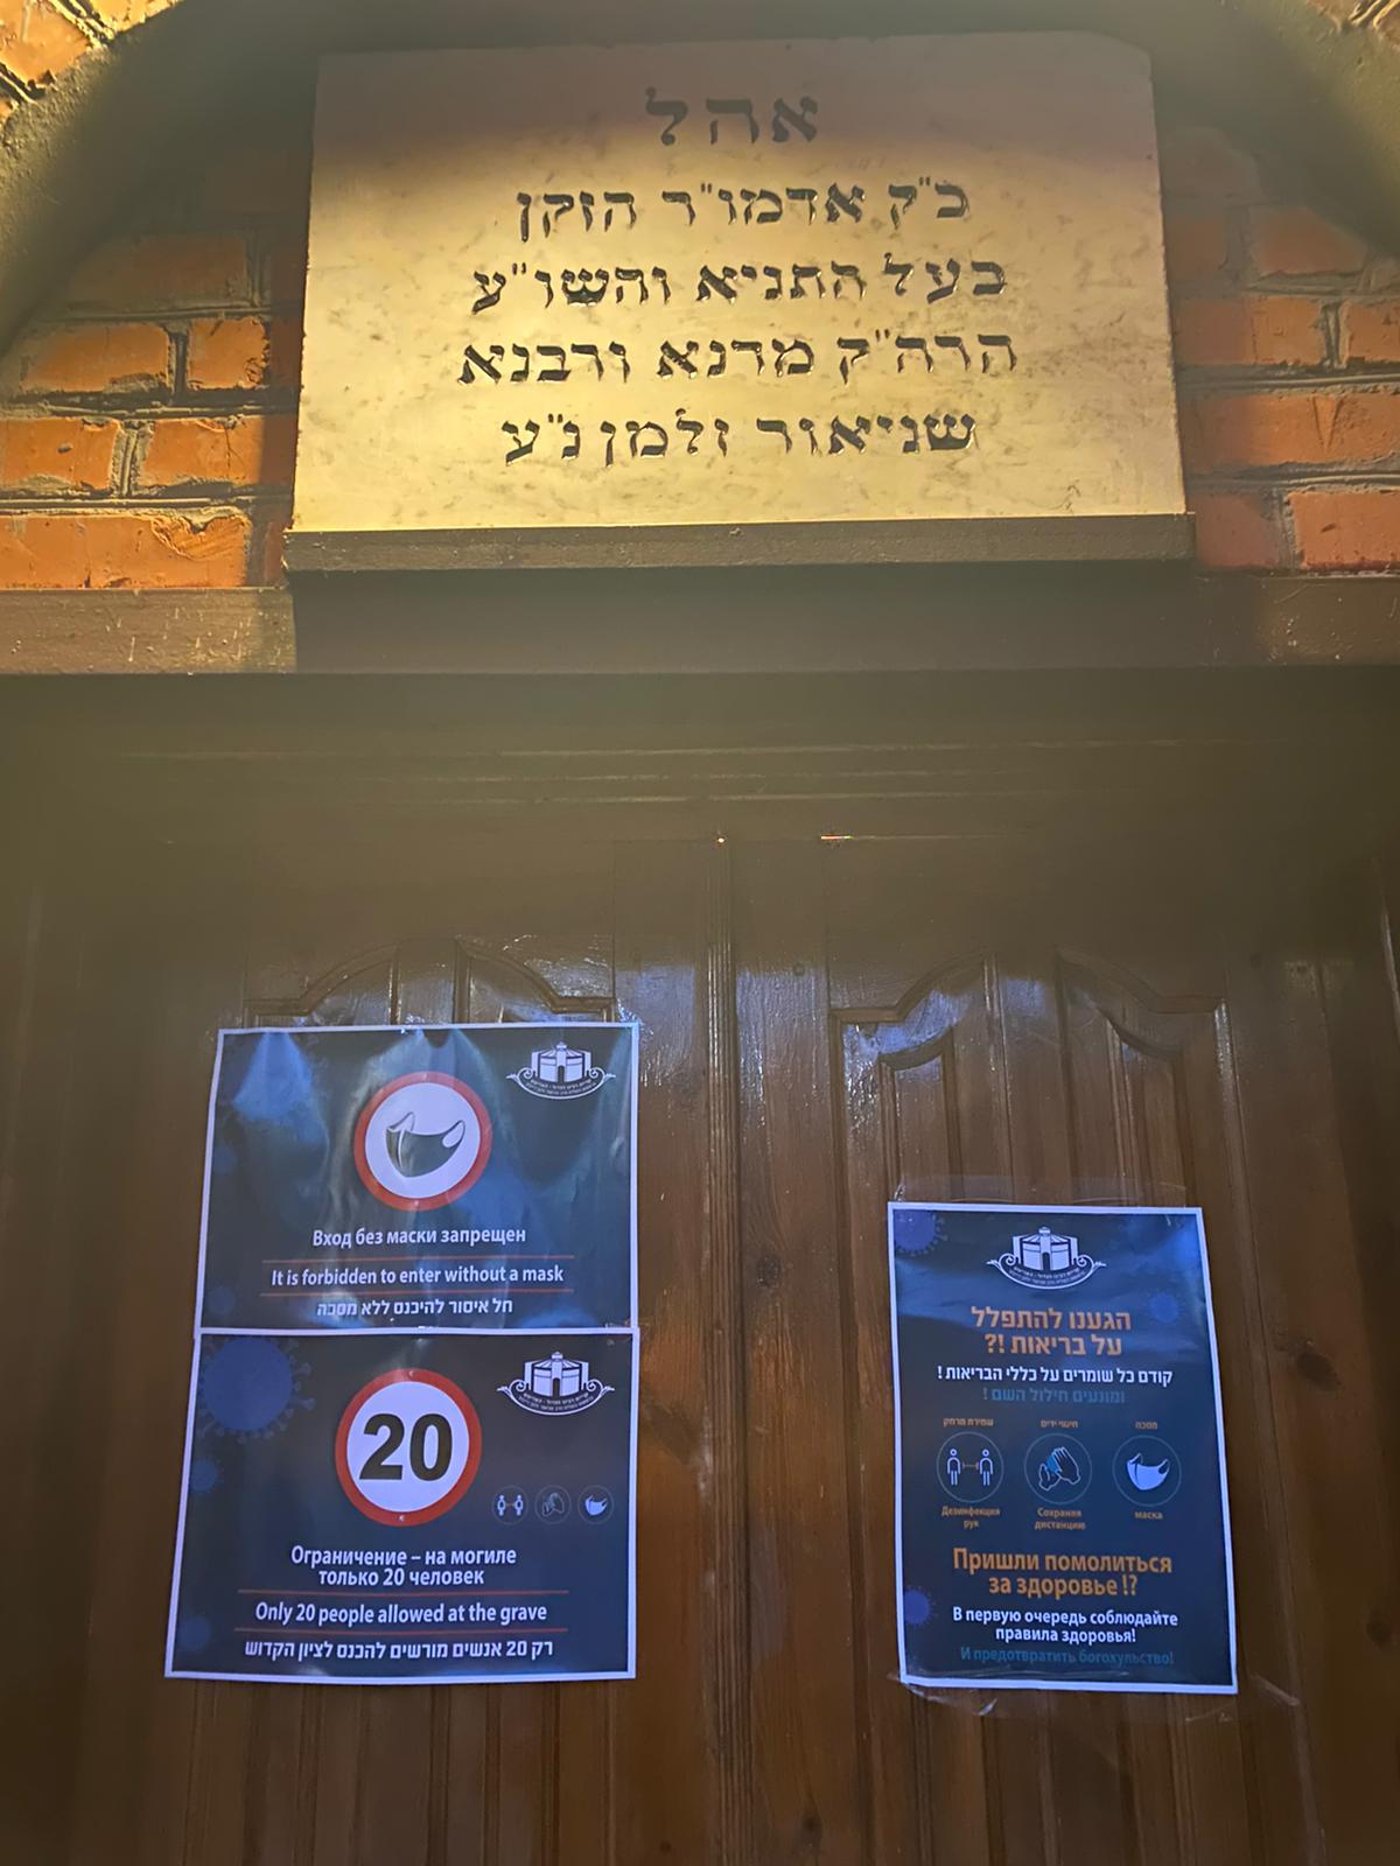 אהל
כ"ק אדמו"ר הזקן
בעל התניא והשו"ע
הרה"ק מרנא ורבנא
שניאור זלמן נ"ע
Вход без маски запрещен
It is forbidden to enter without a mask
חל איסור להיכנס ללא מסכה
20
Ограничение – на могиле
только 20 человек
Only 20 people allowed at the grave
רק 20 אנשים מורשים להכנס לציון הקדוש
הגענו להתפלל
על בריאות !?
קודם כל שומרים על כללי הבריאות !
ומונעים חילול השם !
מסכה
חיטוי ידים
שמירת מרחק
Дезинфекция
рук
Сохраняя
дистанцию
маска
Пришли помолиться
за здоровье !?
В первую очередь соблюдайте
правила здоровья!
И предотвратить богохульство!